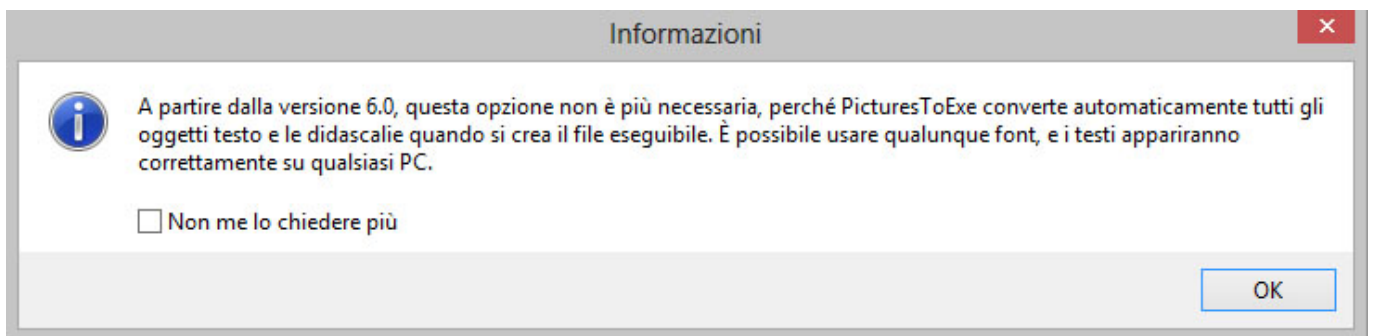 Informazioni
A partire dalla versione 6.0, questa opzione non è più necessaria, perché PicturesToExe converte automaticamente tutti gli
oggetti testo e le didascalie quando si crea il file eseguibile. È possibile usare qualunque font, e i testi appariranno
correttamente su qualsiasi PC.
Non me lo chiedere più
OK